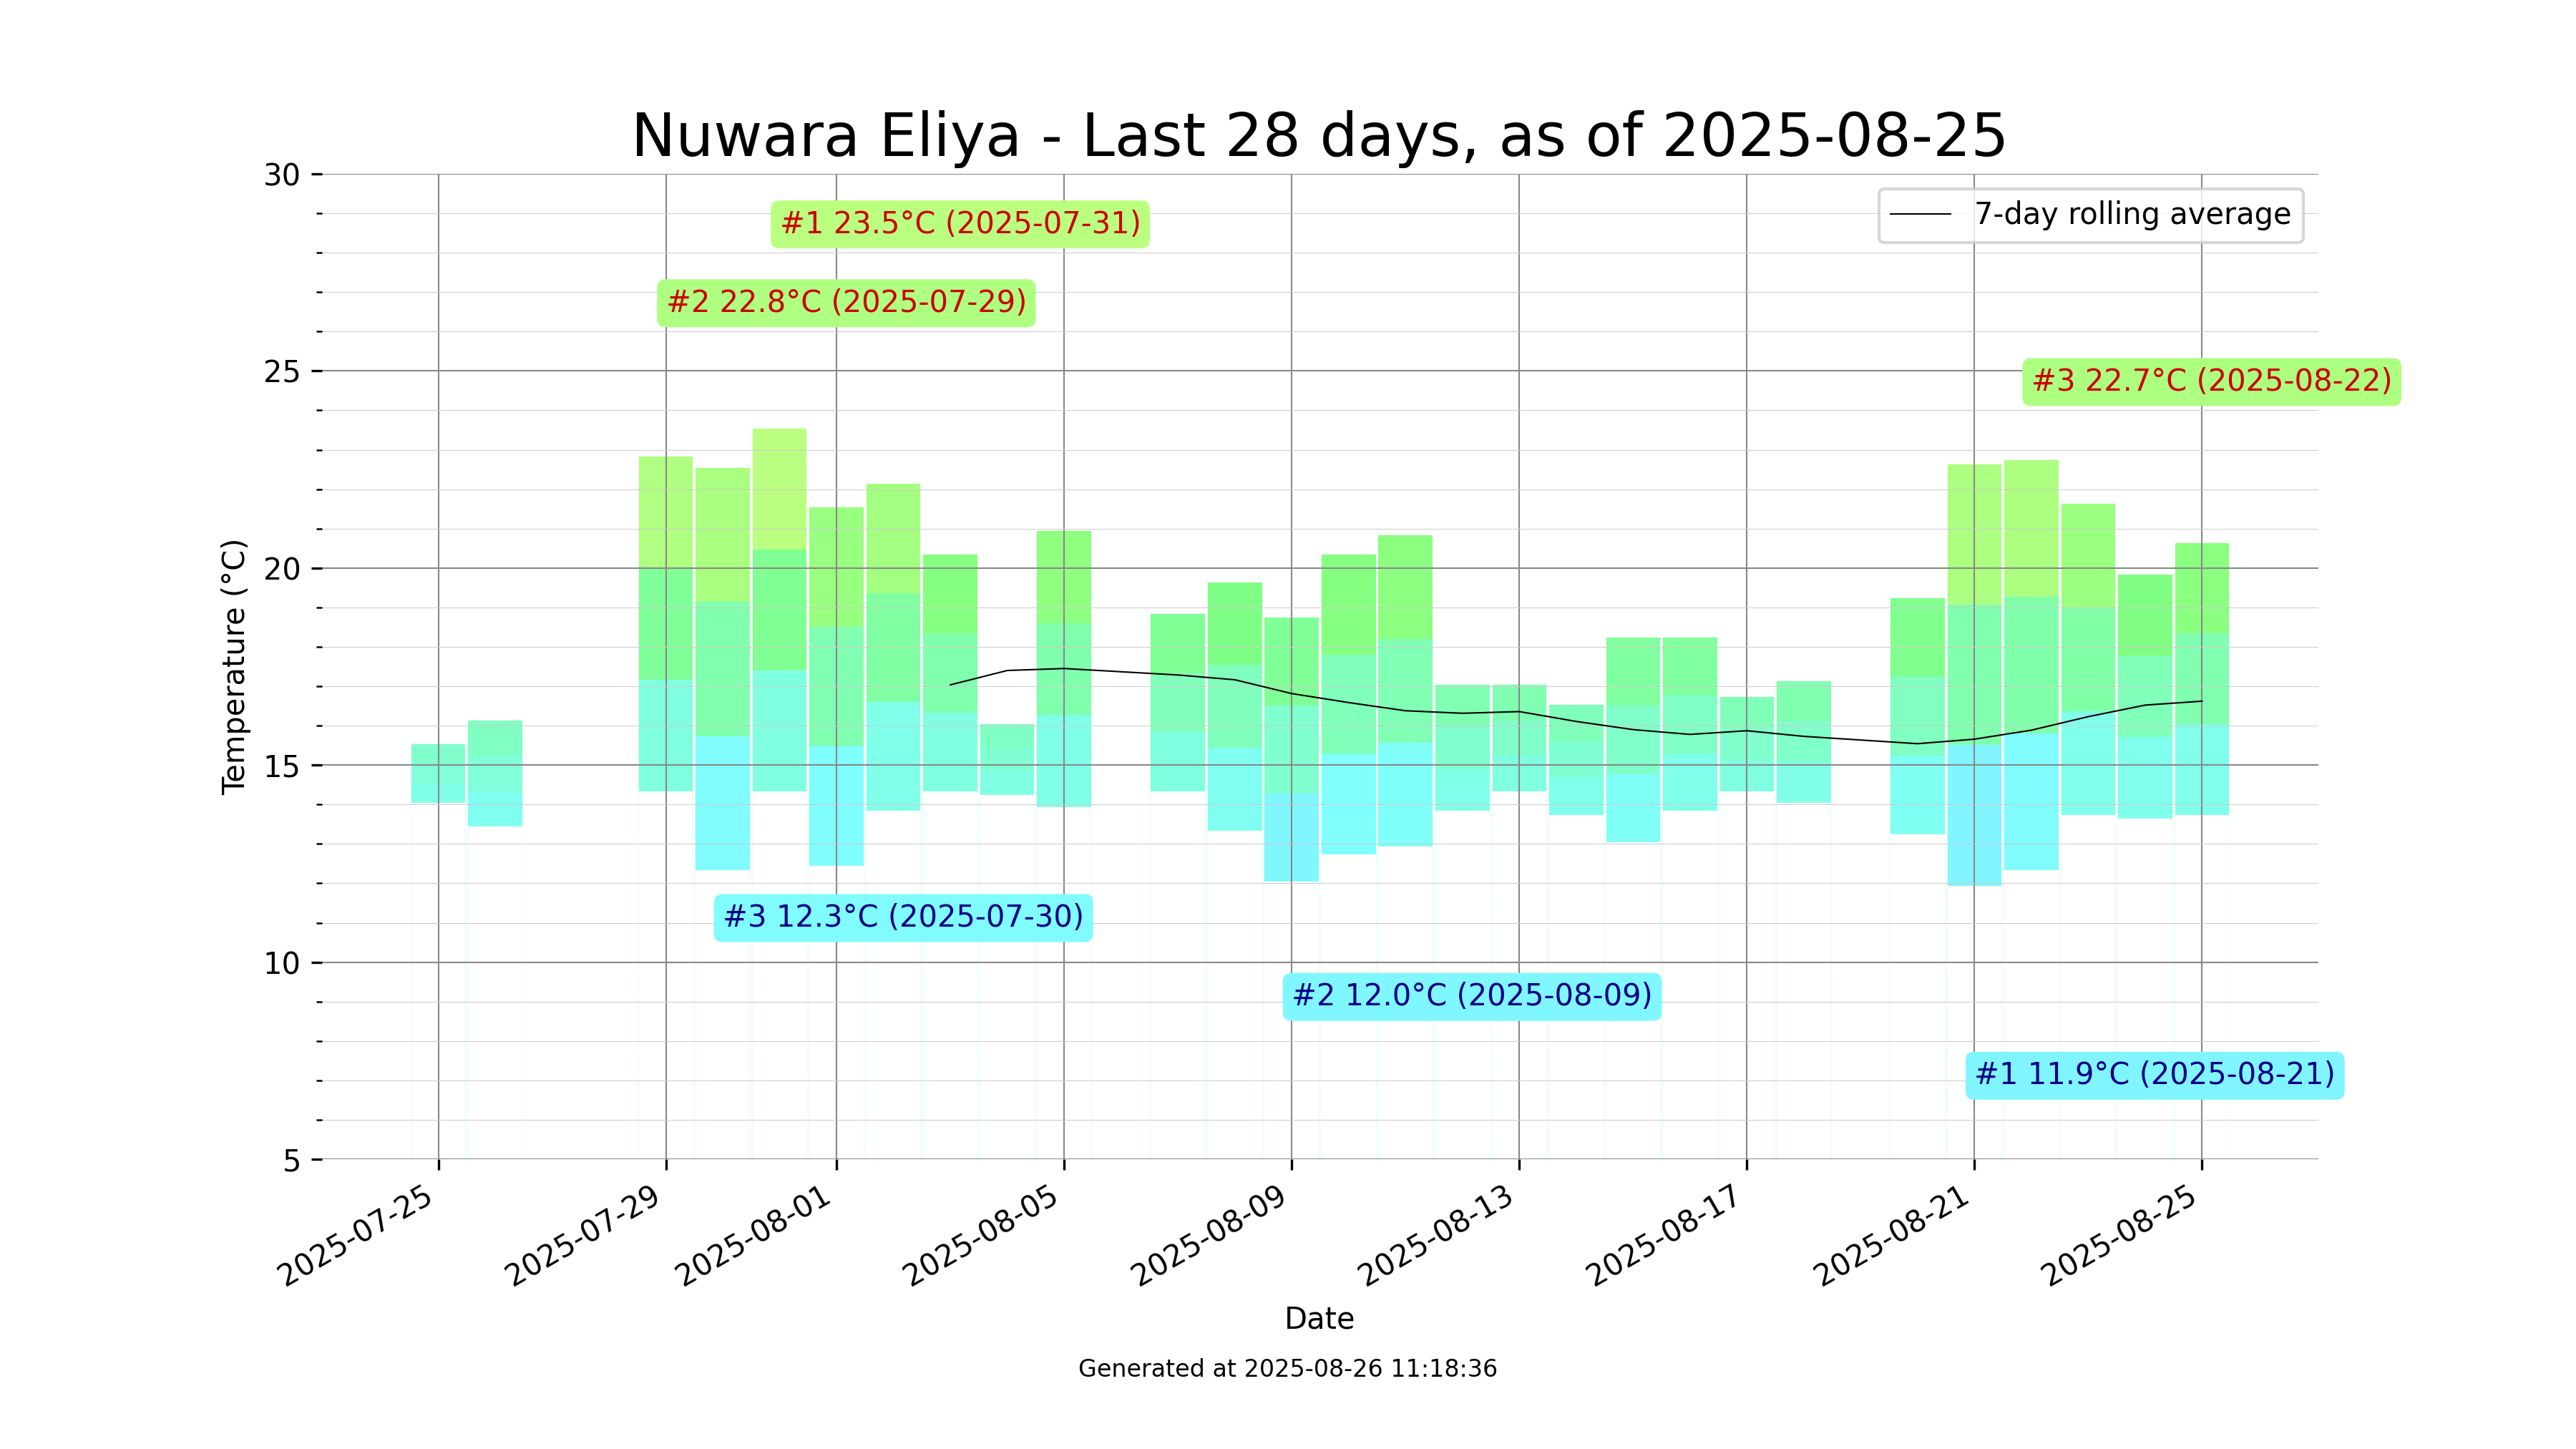 Nuwara Eliya - Last 28 days, as of 2025-08-25
7-day rolling average
#1 23.5°C (2025-07-31)
#2 22.8°C (2025-07-29)
#3 22.7°C (2025-08-22)
#3 12.3°C (2025-07-30)
#2 12.0°C (2025-08-09)
#1 11.9°C (2025-08-21)
Temperature (°C)
30
25
20
15
10
5
2025-07-25
2025-07-29
2025-08-01
2025-08-05
2025-08-09
2025-08-13
2025-08-17
2025-08-21
2025-08-25
Date
Generated at 2025-08-26 11:18:36